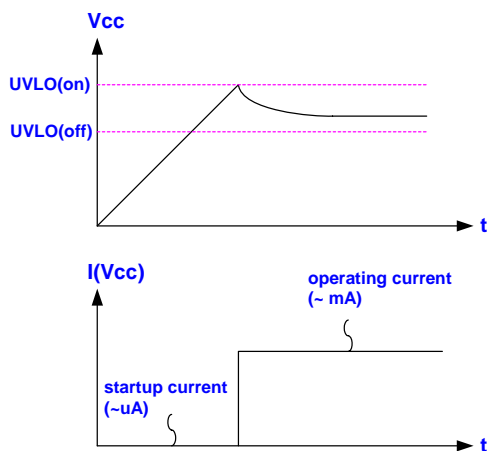 Vcc
UVLO(on)
UVLO(off)
t
I(Vcc)
operating current
(~ mA)
startup current
(~uA)
t